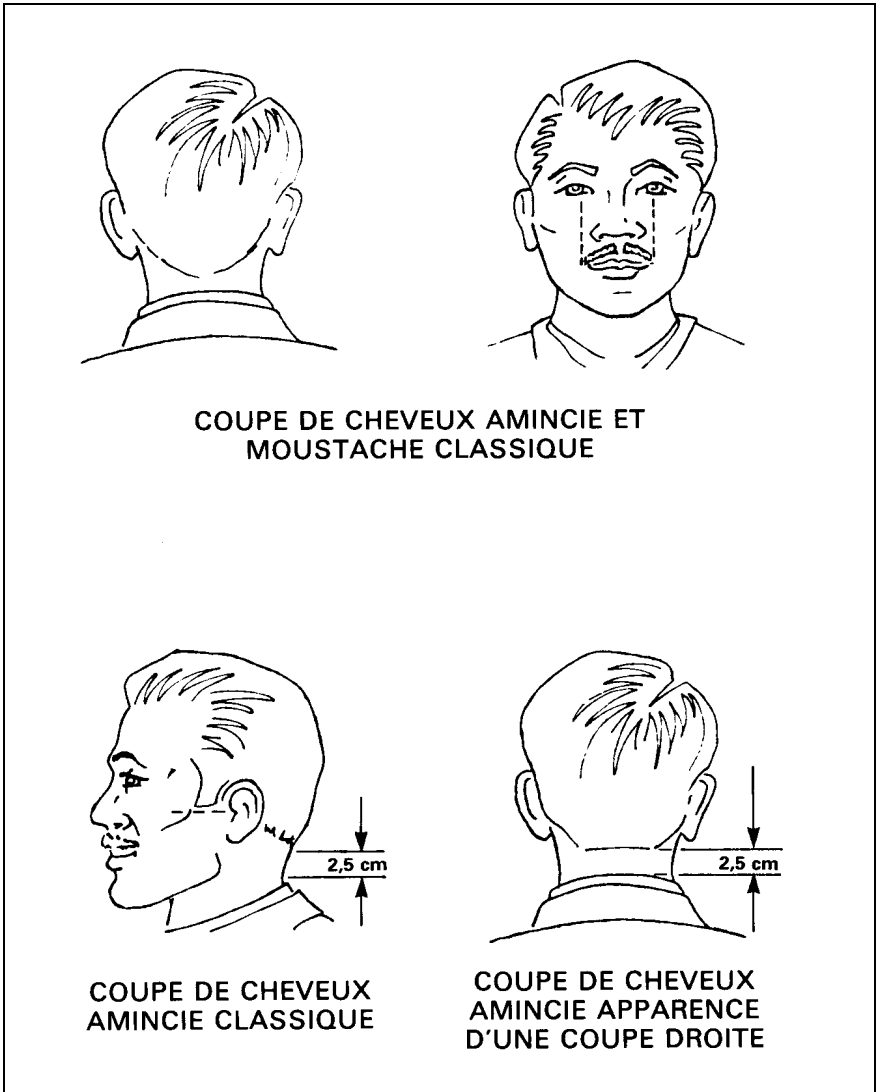 COUPE DE CHEVEUX AMINCIE ET
MOUSTACHE CLASSIQUE
2,5 cm
2,5 cm
COUPE DE CHEVEUX
AMINCIE CLASSIQUE
COUPE DE CHEVEUX
AMINCIE APPARENCE
D'UNE COUPE DROITE